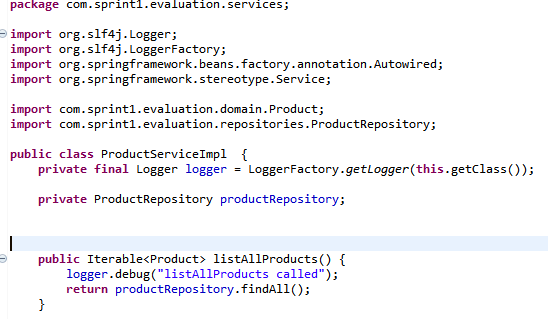 package com.sprint1.evaluation.services;
import org.slf4j.Logger;
import org.slf4j.LoggerFactory;
import org.springframework.beans.factory.annotation.Autowired;
import org.springframework.stereotype.Service;
import com.sprint1.evaluation.domain.Product;
import com.sprint1.evaluation.repositories.ProductRepository;
public class ProductServiceImpl  {
    private final Logger logger = LoggerFactory.getLogger(this.getClass());
    private ProductRepository productRepository;
    public Iterable<Product> listAllProducts() {
        logger.debug("listAllProducts called");
        return productRepository.findAll();
    }